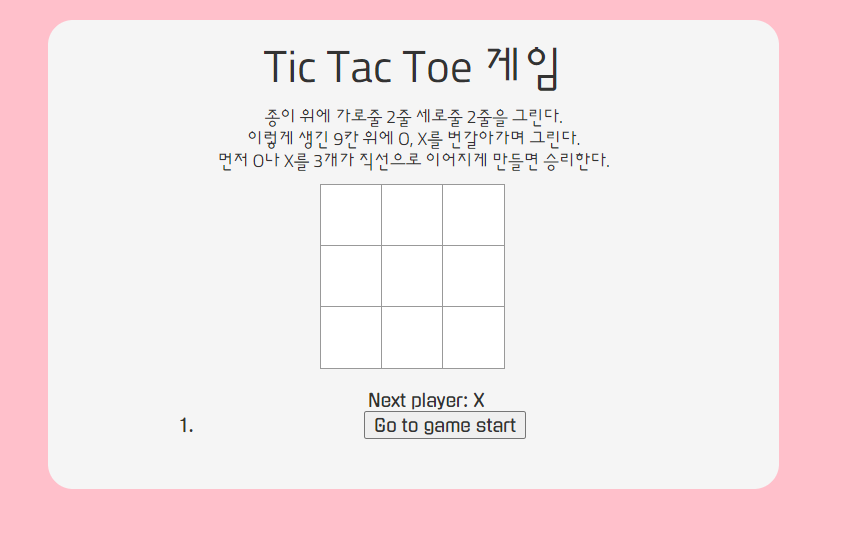 Tic Tac Toe 게임
종이 위에 가로줄 2줄 세로줄 2줄을 그린다.
이렇게 생긴 9칸 위에 O, X를 번갈아가며 그린다.
먼저 O나 X를 3개가 직선으로 이어지게 만들면 승리한다.
Next player: X
1. Go to game start